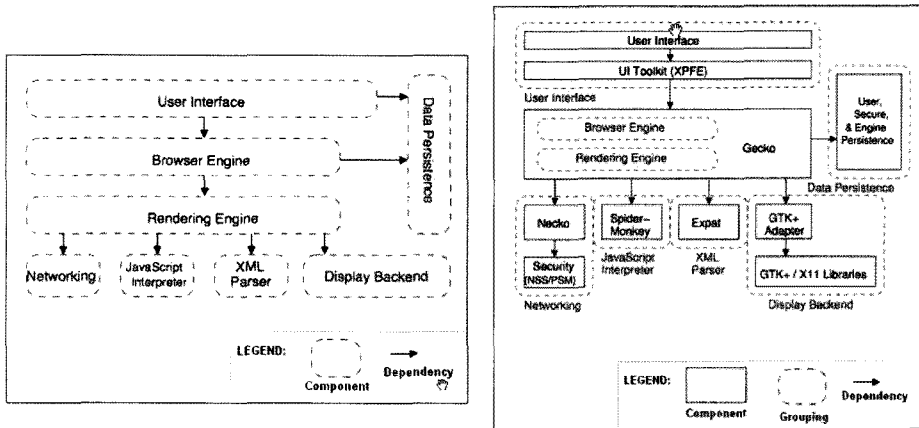 User Interface
Data Persistence
Browser Engine
Rendering Engine
Networking
JavaScript
Interpreter
XML
Parser
Display Backend
LEGEND:
Component
Dependency
User Interface
UI Toolkit (XPFE)
User Interface
Browser Engine
Rendering Engine
Gecko
User,
Secure,
& Engine
Persistence
Data Persistence
Necko
Security
[NSS/PSM]
Networking
Spider-
Monkey
JavaScript
Interpreter
Expat
XML
Parser
GTK+
Adapter
GTK+ / X11 Libraries
Display Backend
LEGEND:
Component
Grouping
Dependency